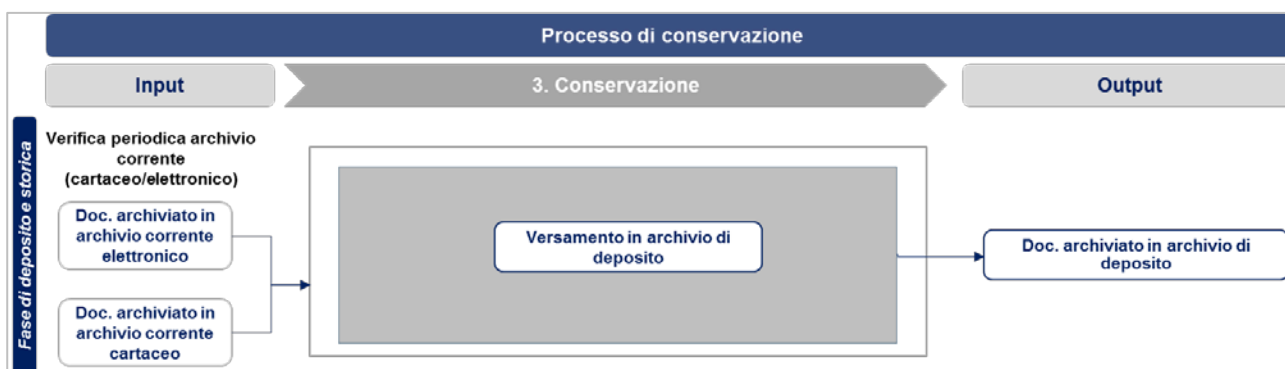 Processo di conservazione
Input
3. Conservazione
Output
Fase di deposito e storica
Verifica periodica archivio
corrente
(cartaceo/elettronico)
Doc. archiviato in
archivio corrente
elettronico
Doc. archiviato in
archivio corrente
cartaceo
Versamento in archivio di
deposito
Doc. archiviato in archivio di
deposito